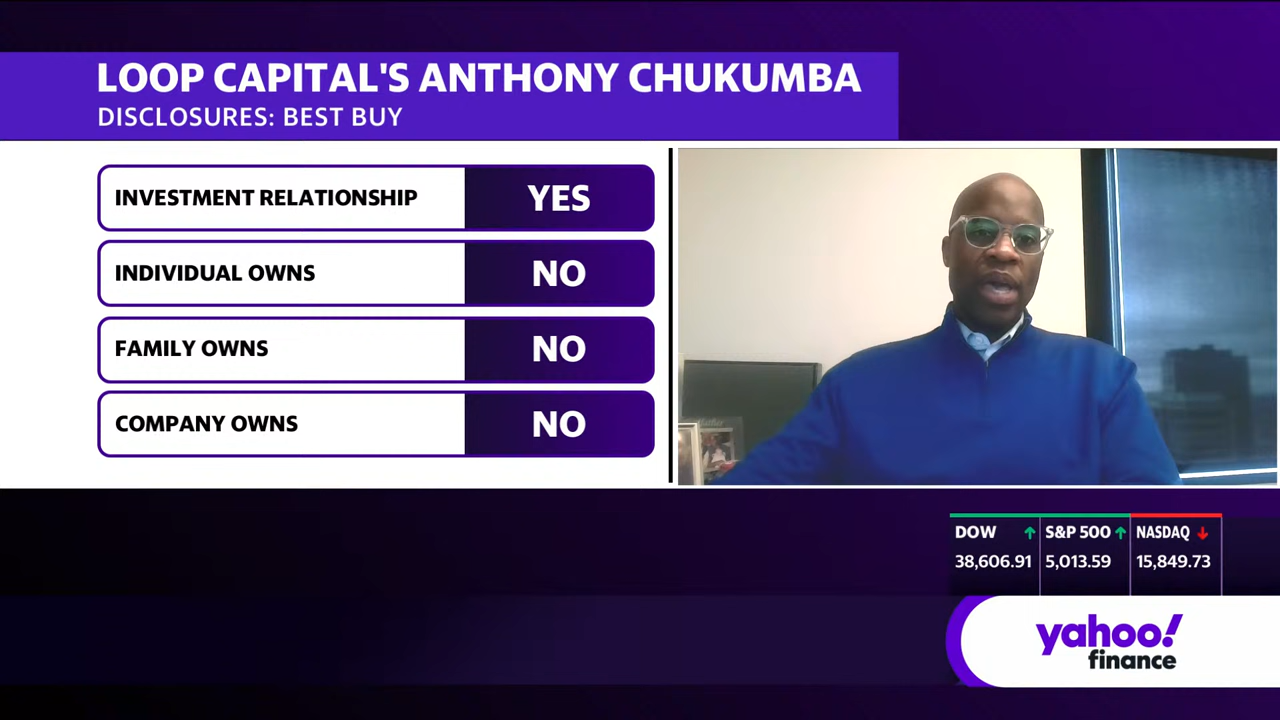 LOOP CAPITAL'S ANTHONY CHUKUMBA
DISCLOSURES: BEST BUY
INVESTMENT RELATIONSHIP YES
INDIVIDUAL OWNS NO
FAMILY OWNS NO
COMPANY OWNS NO
DOW S&P 500 NASDAQ
38,606.91 5,013.59 15,849.73
yahoo!
finance